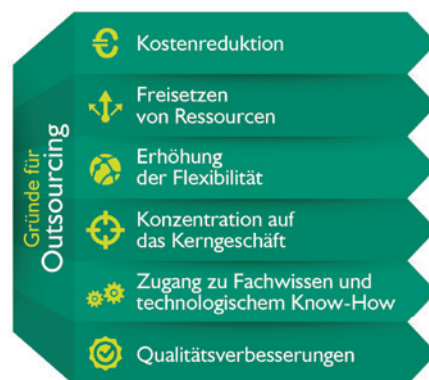 Gründe für
Outsourcing
Kostenreduktion
Freisetzen
von Ressourcen
Erhöhung
der Flexibilität
Konzentration auf
das Kerngeschäft
Zugang zu Fachwissen und
technologischem Know-How
Qualitätsverbesserungen